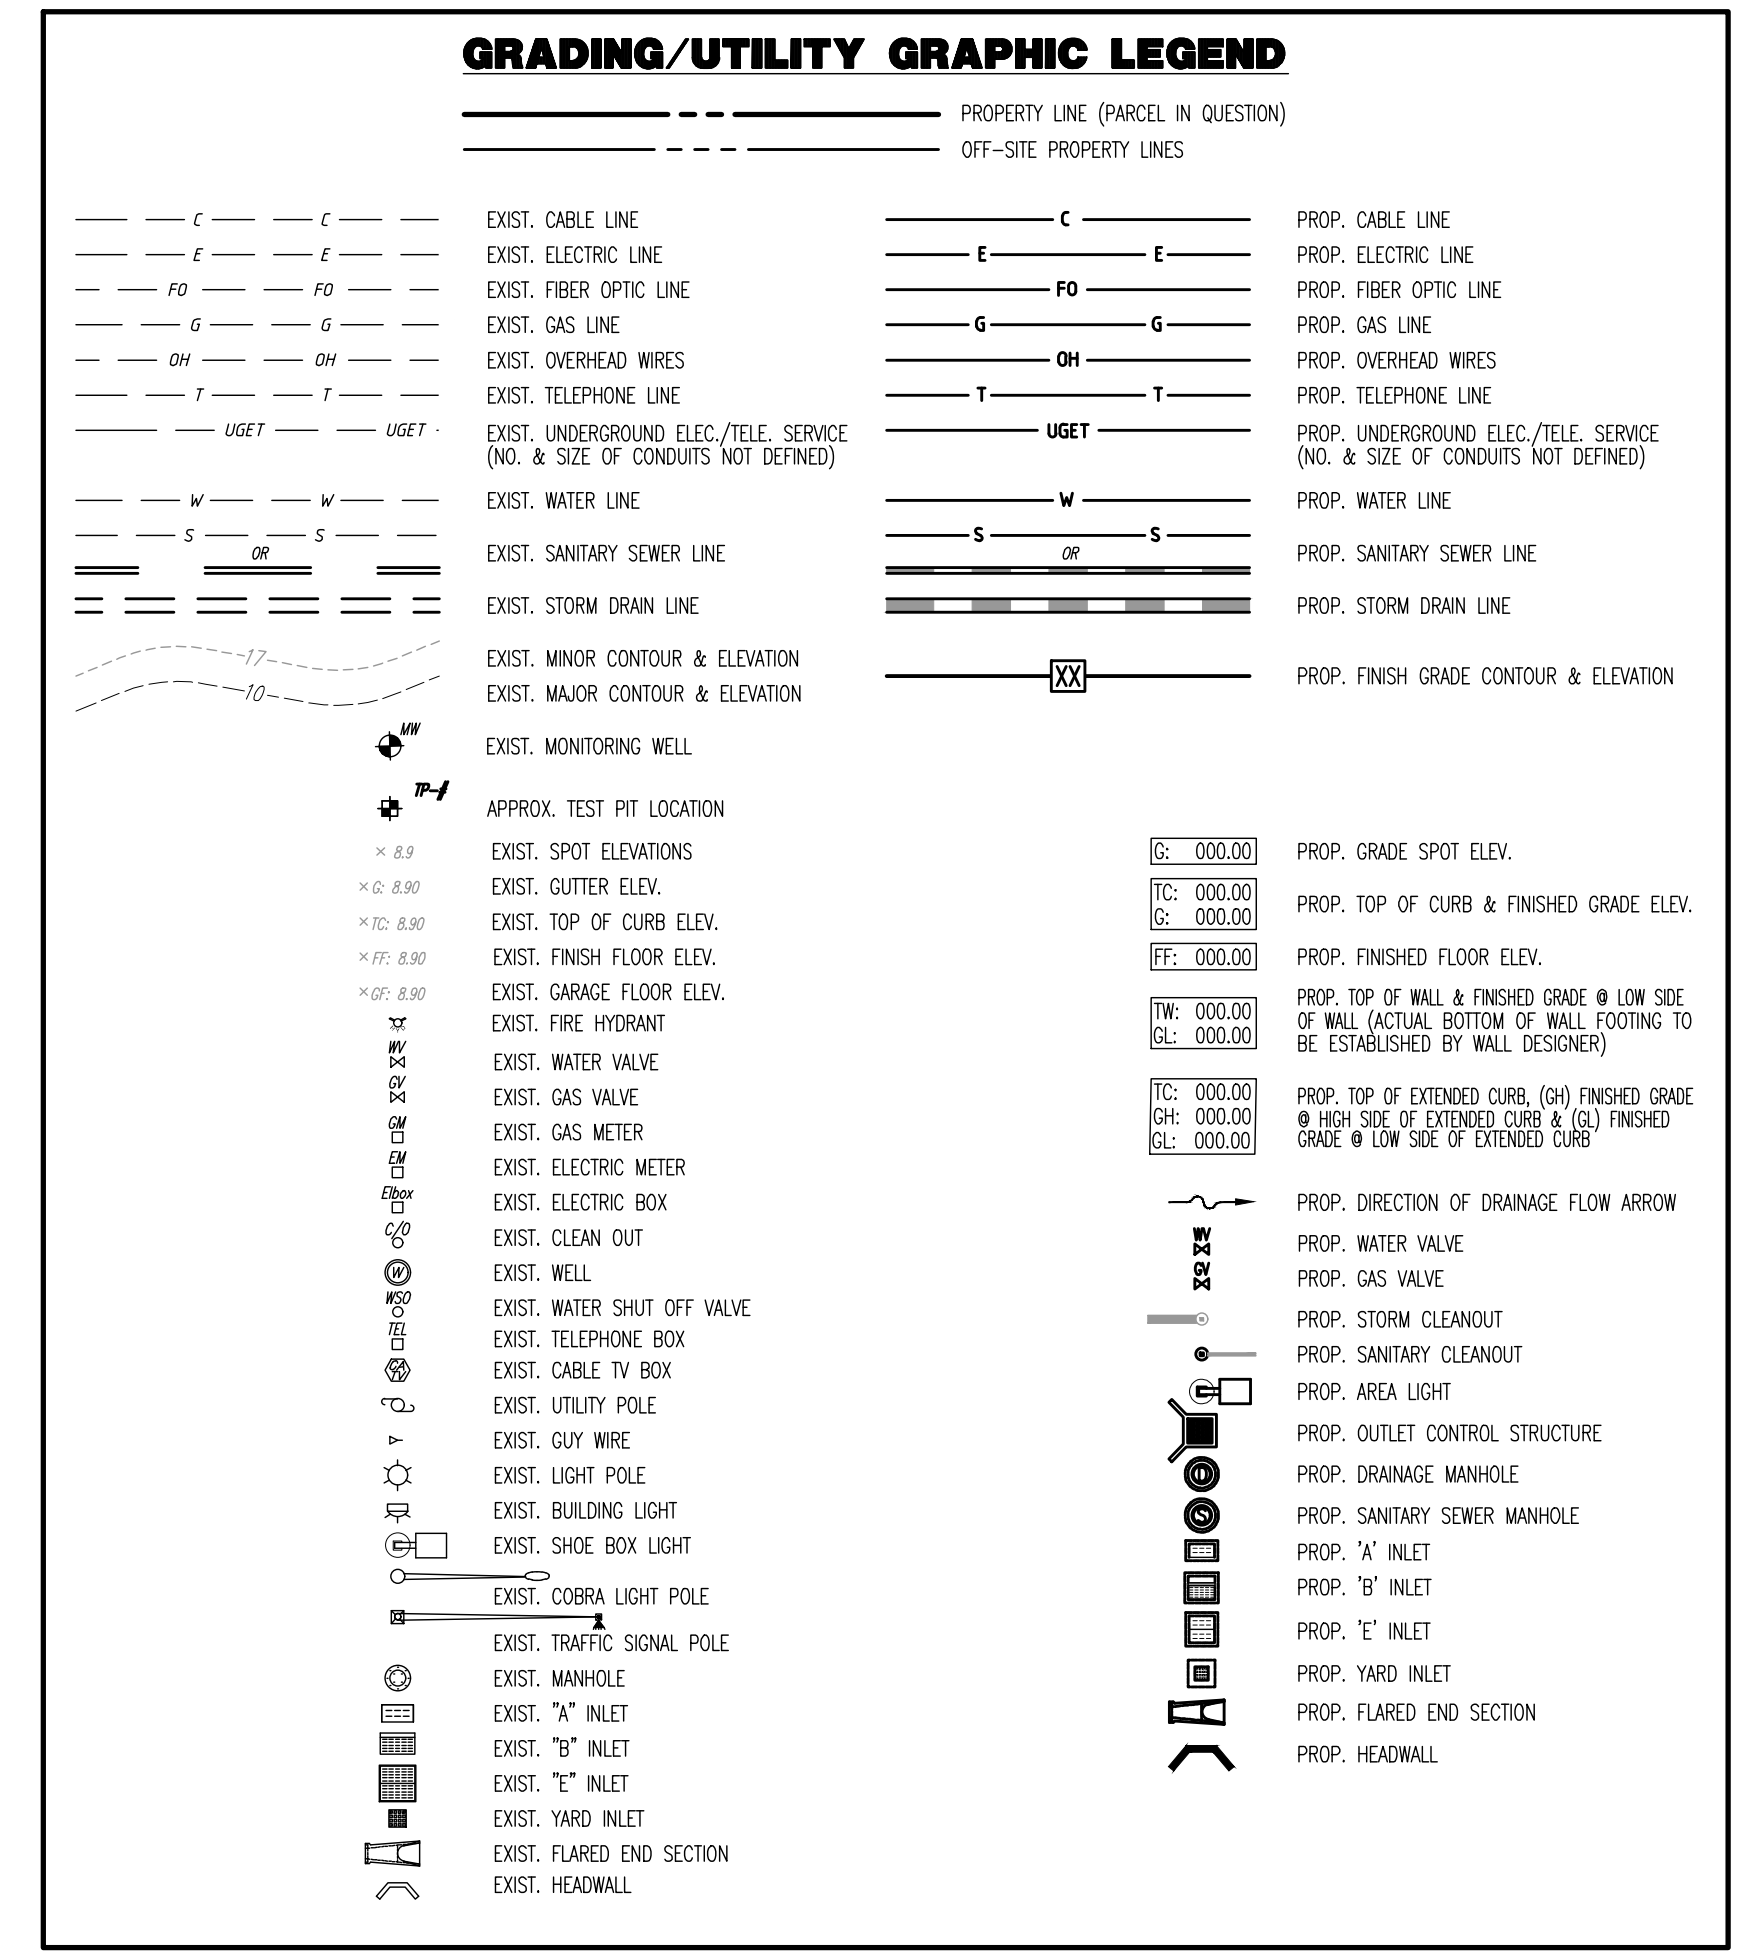 GRADING/UTILITY GRAPHIC LEGEND
PROPERTY LINE (PARCEL IN QUESTION)
OFF-SITE PROPERTY LINES
C C EXIST. CABLE LINE C PROP. CABLE LINE
E E EXIST. ELECTRIC LINE E E PROP. ELECTRIC LINE
FO FO EXIST. FIBER OPTIC LINE FO PROP. FIBER OPTIC LINE
G G EXIST. GAS LINE G G PROP. GAS LINE
OH OH EXIST. OVERHEAD WIRES OH PROP. OVERHEAD WIRES
T T EXIST. TELEPHONE LINE T T PROP. TELEPHONE LINE
UGET UGET EXIST. UNDERGROUND ELEC./TELE. SERVICE UGET PROP. UNDERGROUND ELEC./TELE. SERVICE
(NO. & SIZE OF CONDUITS NOT DEFINED) (NO. & SIZE OF CONDUITS NOT DEFINED)
W W EXIST. WATER LINE W PROP. WATER LINE
S S S S
OR EXIST. SANITARY SEWER LINE OR PROP. SANITARY SEWER LINE
EXIST. STORM DRAIN LINE PROP. STORM DRAIN LINE
17 EXIST. MINOR CONTOUR & ELEVATION
XX PROP. FINISH GRADE CONTOUR & ELEVATION
10 EXIST. MAJOR CONTOUR & ELEVATION
MW
EXIST. MONITORING WELL
TP-#
APPROX. TEST PIT LOCATION
× 8.9 EXIST. SPOT ELEVATIONS
× G: 8.90 EXIST. GUTTER ELEV.
× TC: 8.90 EXIST. TOP OF CURB ELEV.
× FF: 8.90 EXIST. FINISH FLOOR ELEV.
× GF: 8.90 EXIST. GARAGE FLOOR ELEV.
EXIST. FIRE HYDRANT
WV
EXIST. WATER VALVE
GV
EXIST. GAS VALVE
GM
EXIST. GAS METER
EM
EXIST. ELECTRIC METER
Elbox
EXIST. ELECTRIC BOX
C/O
EXIST. CLEAN OUT
W EXIST. WELL
WSO
EXIST. WATER SHUT OFF VALVE
TEL
EXIST. TELEPHONE BOX
CA
TV
EXIST. CABLE TV BOX
EXIST. UTILITY POLE
EXIST. GUY WIRE
EXIST. LIGHT POLE
EXIST. BUILDING LIGHT
EXIST. SHOE BOX LIGHT
EXIST. COBRA LIGHT POLE
EXIST. TRAFFIC SIGNAL POLE
EXIST. MANHOLE
EXIST. "A" INLET
EXIST. "B" INLET
EXIST. "E" INLET
EXIST. YARD INLET
EXIST. FLARED END SECTION
EXIST. HEADWALL
G: 000.00 PROP. GRADE SPOT ELEV.
TC: 000.00
G: 000.00
PROP. TOP OF CURB & FINISHED GRADE ELEV.
FF: 000.00 PROP. FINISHED FLOOR ELEV.
TW: 000.00
GL: 000.00
PROP. TOP OF WALL & FINISHED GRADE @ LOW SIDE
OF WALL (ACTUAL BOTTOM OF WALL FOOTING TO
BE ESTABLISHED BY WALL DESIGNER)
TC: 000.00
GH: 000.00
GL: 000.00
PROP. TOP OF EXTENDED CURB, (GH) FINISHED GRADE
@ HIGH SIDE OF EXTENDED CURB & (GL) FINISHED
GRADE @ LOW SIDE OF EXTENDED CURB
PROP. DIRECTION OF DRAINAGE FLOW ARROW
WV
PROP. WATER VALVE
GV
PROP. GAS VALVE
PROP. STORM CLEANOUT
PROP. SANITARY CLEANOUT
PROP. AREA LIGHT
PROP. OUTLET CONTROL STRUCTURE
D PROP. DRAINAGE MANHOLE
S PROP. SANITARY SEWER MANHOLE
PROP. 'A' INLET
PROP. 'B' INLET
PROP. 'E' INLET
PROP. YARD INLET
PROP. FLARED END SECTION
PROP. HEADWALL